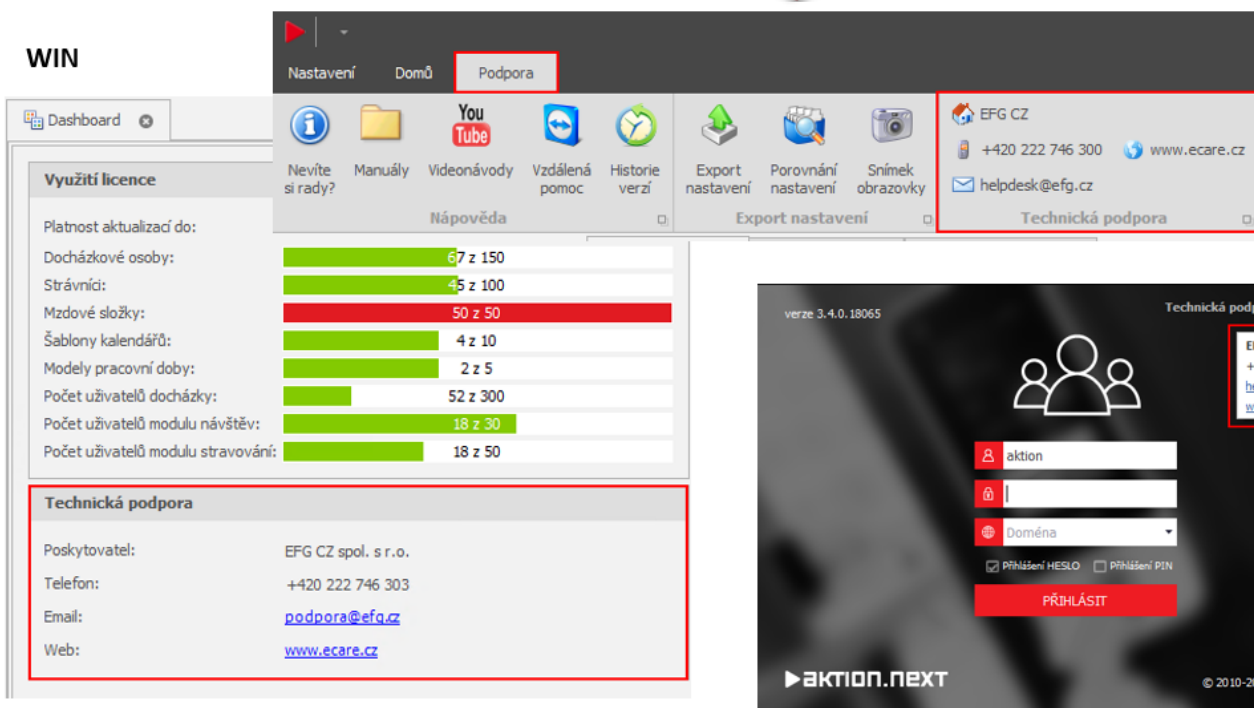 WIN
Nastavení Domů Podpora
Nevíte si rady?
Manuály
You Tube
Videonávody
Vzdálená pomoc
Historie verzí
Nápověda
Export nastavení
Porovnání nastavení
Snímek obrazovky
Export nastavení
EFG CZ
+420 222 746 300 www.ecare.cz
helpdesk@efg.cz
Technická podpora
Dashboard
Využití licence
Platnost aktualizací do:
Docházkové osoby: 67 z 150
Strávníci: 45 z 100
Mzdové složky: 50 z 50
Šablony kalendářů: 4 z 10
Modely pracovní doby: 2 z 5
Počet uživatelů docházky: 52 z 300
Počet uživatelů modulu návštěv: 18 z 30
Počet uživatelů modulu stravování: 18 z 50
Technická podpora
Poskytovatel: EFG CZ spol. s r.o.
Telefon: +420 222 746 303
Email: podpora@efg.cz
Web: www.ecare.cz
verze 3.4.0.18065
Technická
aktion
Doména
Přihlášení HESLO Přihlášení PIN
PŘIHLÁSIT
aktion.next
© 2010-